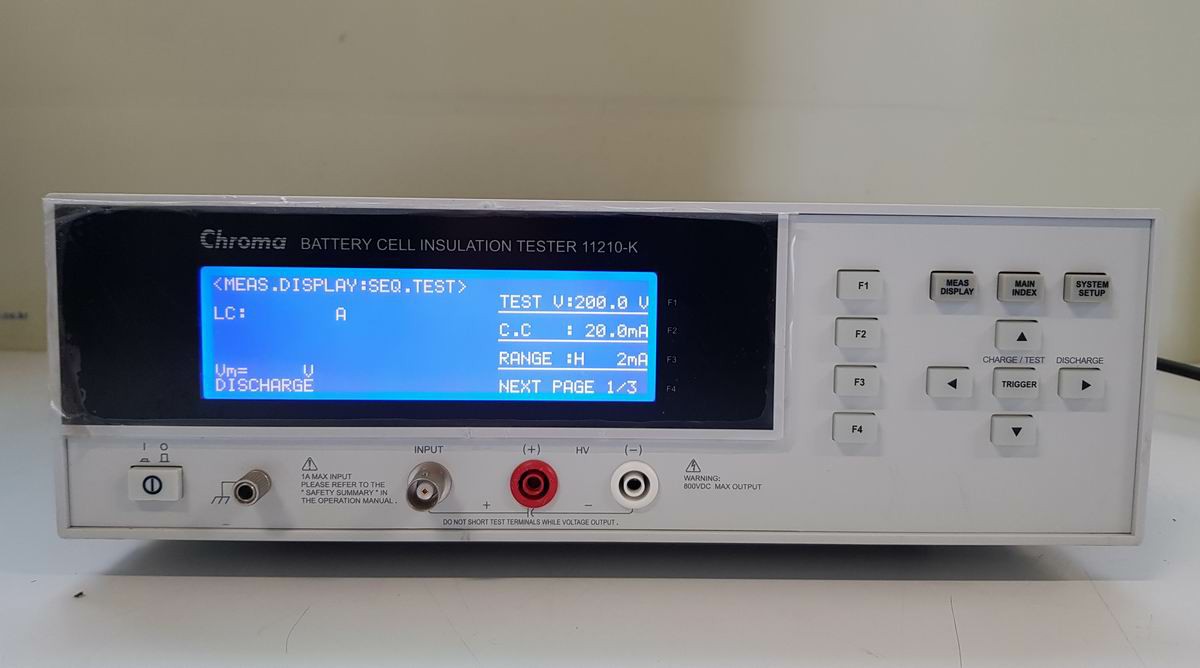 Chroma BATTERY CELL INSULATION TESTER 11210-K
<MEAS.DISPLAY:SEQ.TEST>
LC: A
Vm= V
DISCHARGE
TEST V:200.0 V
C.C : 20.0mA
RANGE :H 2mA
NEXT PAGE 1/3
F1
F2
F3
F4
F1
F2
F3
F4
MEAS DISPLAY
MAIN INDEX
SYSTEM SETUP
CHARGE / TEST
DISCHARGE
TRIGGER
I O
1A MAX INPUT
PLEASE REFER TO THE
" SAFETY SUMMARY " IN
THE OPERATION MANUAL .
INPUT
(+)
HV
(−)
+ −
DO NOT SHORT TEST TERMINALS WHILE VOLTAGE OUTPUT .
WARNING:
800VDC MAX OUTPUT